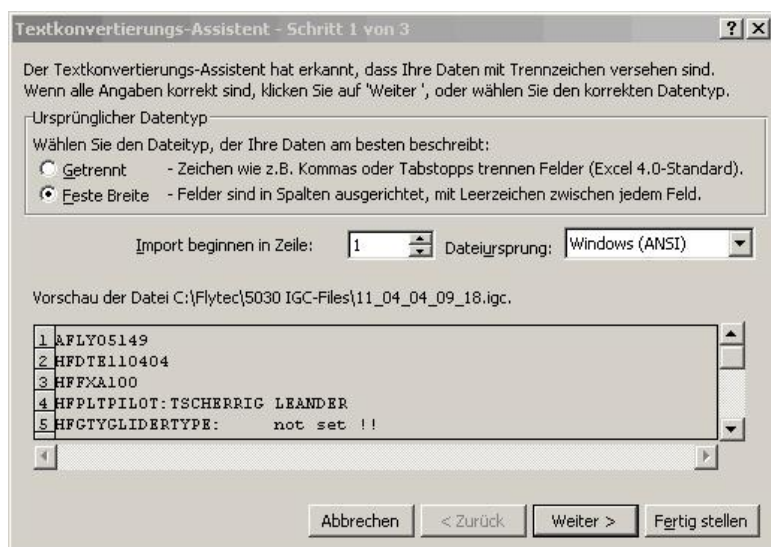 Textkonvertierungs-Assistent - Schritt 1 von 3
Der Textkonvertierungs-Assistent hat erkannt, dass Ihre Daten mit Trennzeichen versehen sind.
Wenn alle Angaben korrekt sind, klicken Sie auf 'Weiter ', oder wählen Sie den korrekten Datentyp.
Ursprünglicher Datentyp
Wählen Sie den Dateityp, der Ihre Daten am besten beschreibt:
Getrennt - Zeichen wie z.B. Kommas oder Tabstopps trennen Felder (Excel 4.0-Standard).
Feste Breite - Felder sind in Spalten ausgerichtet, mit Leerzeichen zwischen jedem Feld.
Import beginnen in Zeile: 1 Dateiursprung: Windows (ANSI)
Vorschau der Datei C:\Flytec\5030 IGC-Files\11_04_04_09_18.igc.
1 AFLY05149
2 HFDTE110404
3 HFFXA100
4 HFPLTPILOT:TSCHERRIG LEANDER
5 HFGTYGLIDERTYPE: not set !!
Abbrechen < Zurück Weiter > Fertig stellen